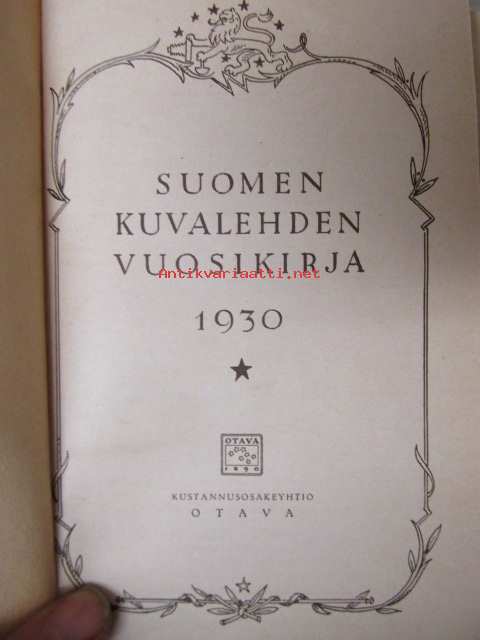 SUOMEN
KUVALEHDEN
VUOSIKIRJA
Antikvariaatti.net
1930
OTAVA
1890
KUSTANNUSOSAKEYHTIÖ
OTAVA